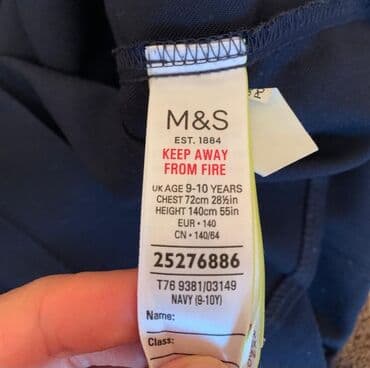 M&S
EST. 1884
KEEP AWAY
FROM FIRE
UK AGE 9-10 YEARS
CHEST 72cm 28½in
HEIGHT 140cm 55in
EUR • 140
CN • 140/64
25276886
T76 9381/03149
NAVY (9-10Y)
Name:
Class: